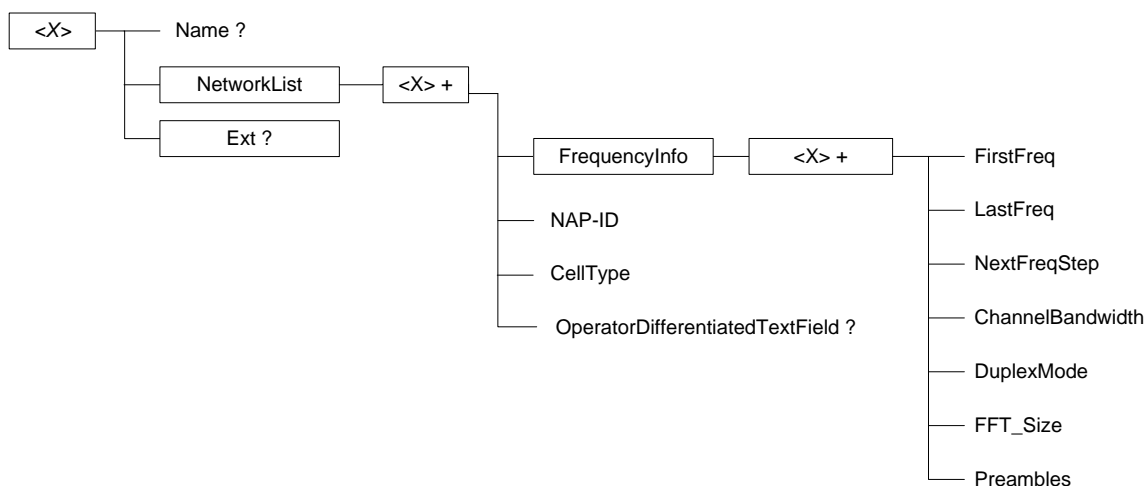 <X>
Name ?
NetworkList
<X> +
Ext ?
FrequencyInfo
<X> +
FirstFreq
LastFreq
NAP-ID
NextFreqStep
CellType
ChannelBandwidth
OperatorDifferentiatedTextField ?
DuplexMode
FFT_Size
Preambles